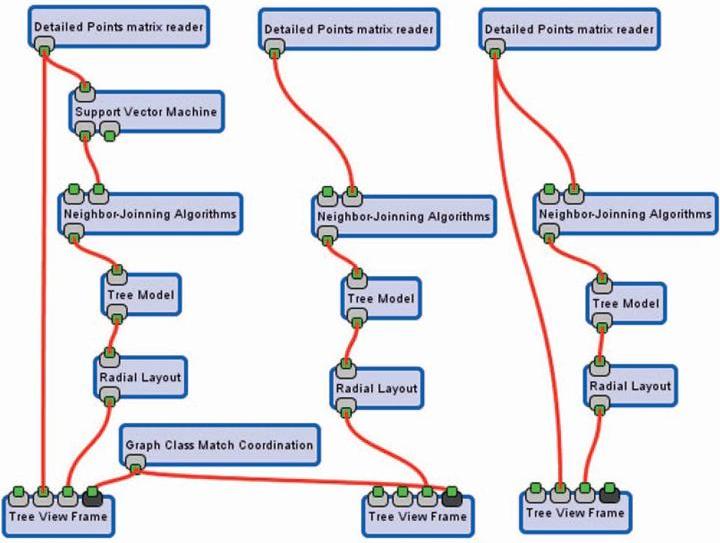 Detailed Points matrix reader
Detailed Points matrix reader
Detailed Points matrix reader
Support Vector Machine
Neighbor-Joinning Algorithms
Neighbor-Joinning Algorithms
Neighbor-Joinning Algorithms
Tree Model
Tree Model
Tree Model
Radial Layout
Radial Layout
Radial Layout
Graph Class Match Coordination
Tree View Frame
Tree View Frame
Tree View Frame